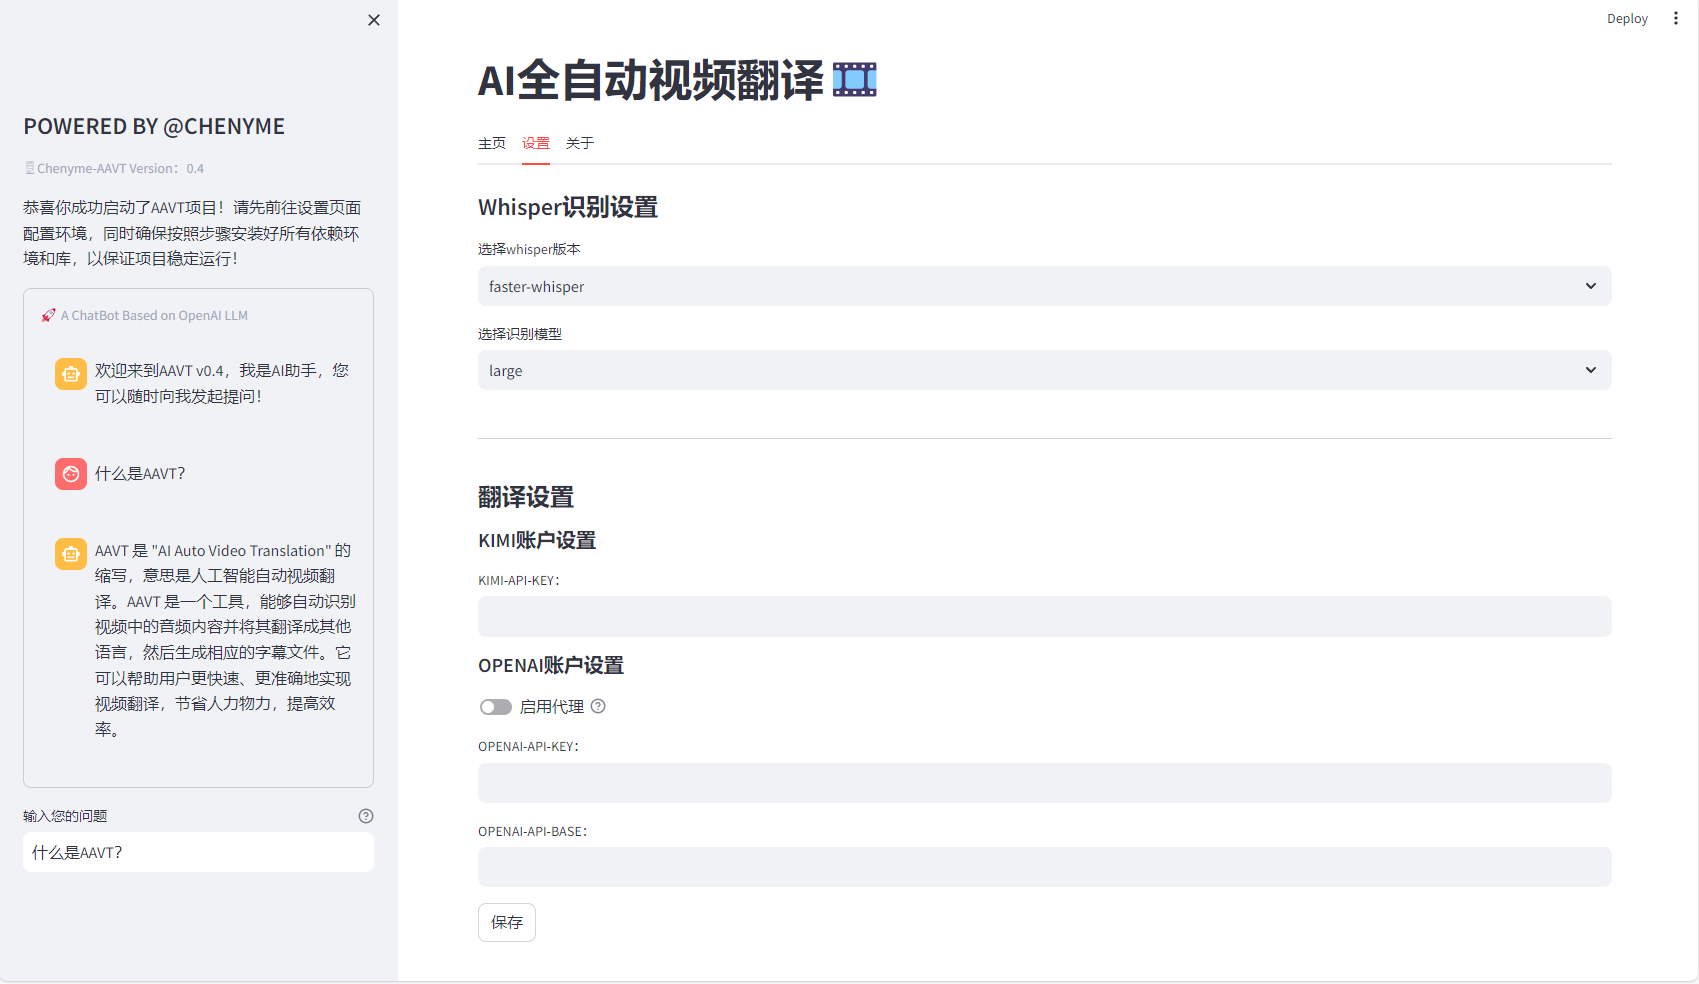 POWERED BY @CHENYME
Chenyme-AAVT Version：0.4
恭喜你成功启动了AAVT项目！请先前往设置页面
配置环境，同时确保按照步骤安装好所有依赖环
境和库，以保证项目稳定运行！
A ChatBot Based on OpenAI LLM
欢迎来到AAVT v0.4，我是AI助手，您
可以随时向我发起提问！
什么是AAVT？
AAVT 是 "AI Auto Video Translation" 的
缩写，意思是人工智能自动视频翻
译。AAVT 是一个工具，能够自动识别
视频中的音频内容并将其翻译成其他
语言，然后生成相应的字幕文件。它
可以帮助用户更快速、更准确地实现
视频翻译，节省人力物力，提高效
率。
输入您的问题
什么是AAVT？
Deploy
AI全自动视频翻译
主页 设置 关于
Whisper识别设置
选择whisper版本
faster-whisper
选择识别模型
large
翻译设置
KIMI账户设置
KIMI-API-KEY：
OPENAI账户设置
启用代理
OPENAI-API-KEY：
OPENAI-API-BASE：
保存